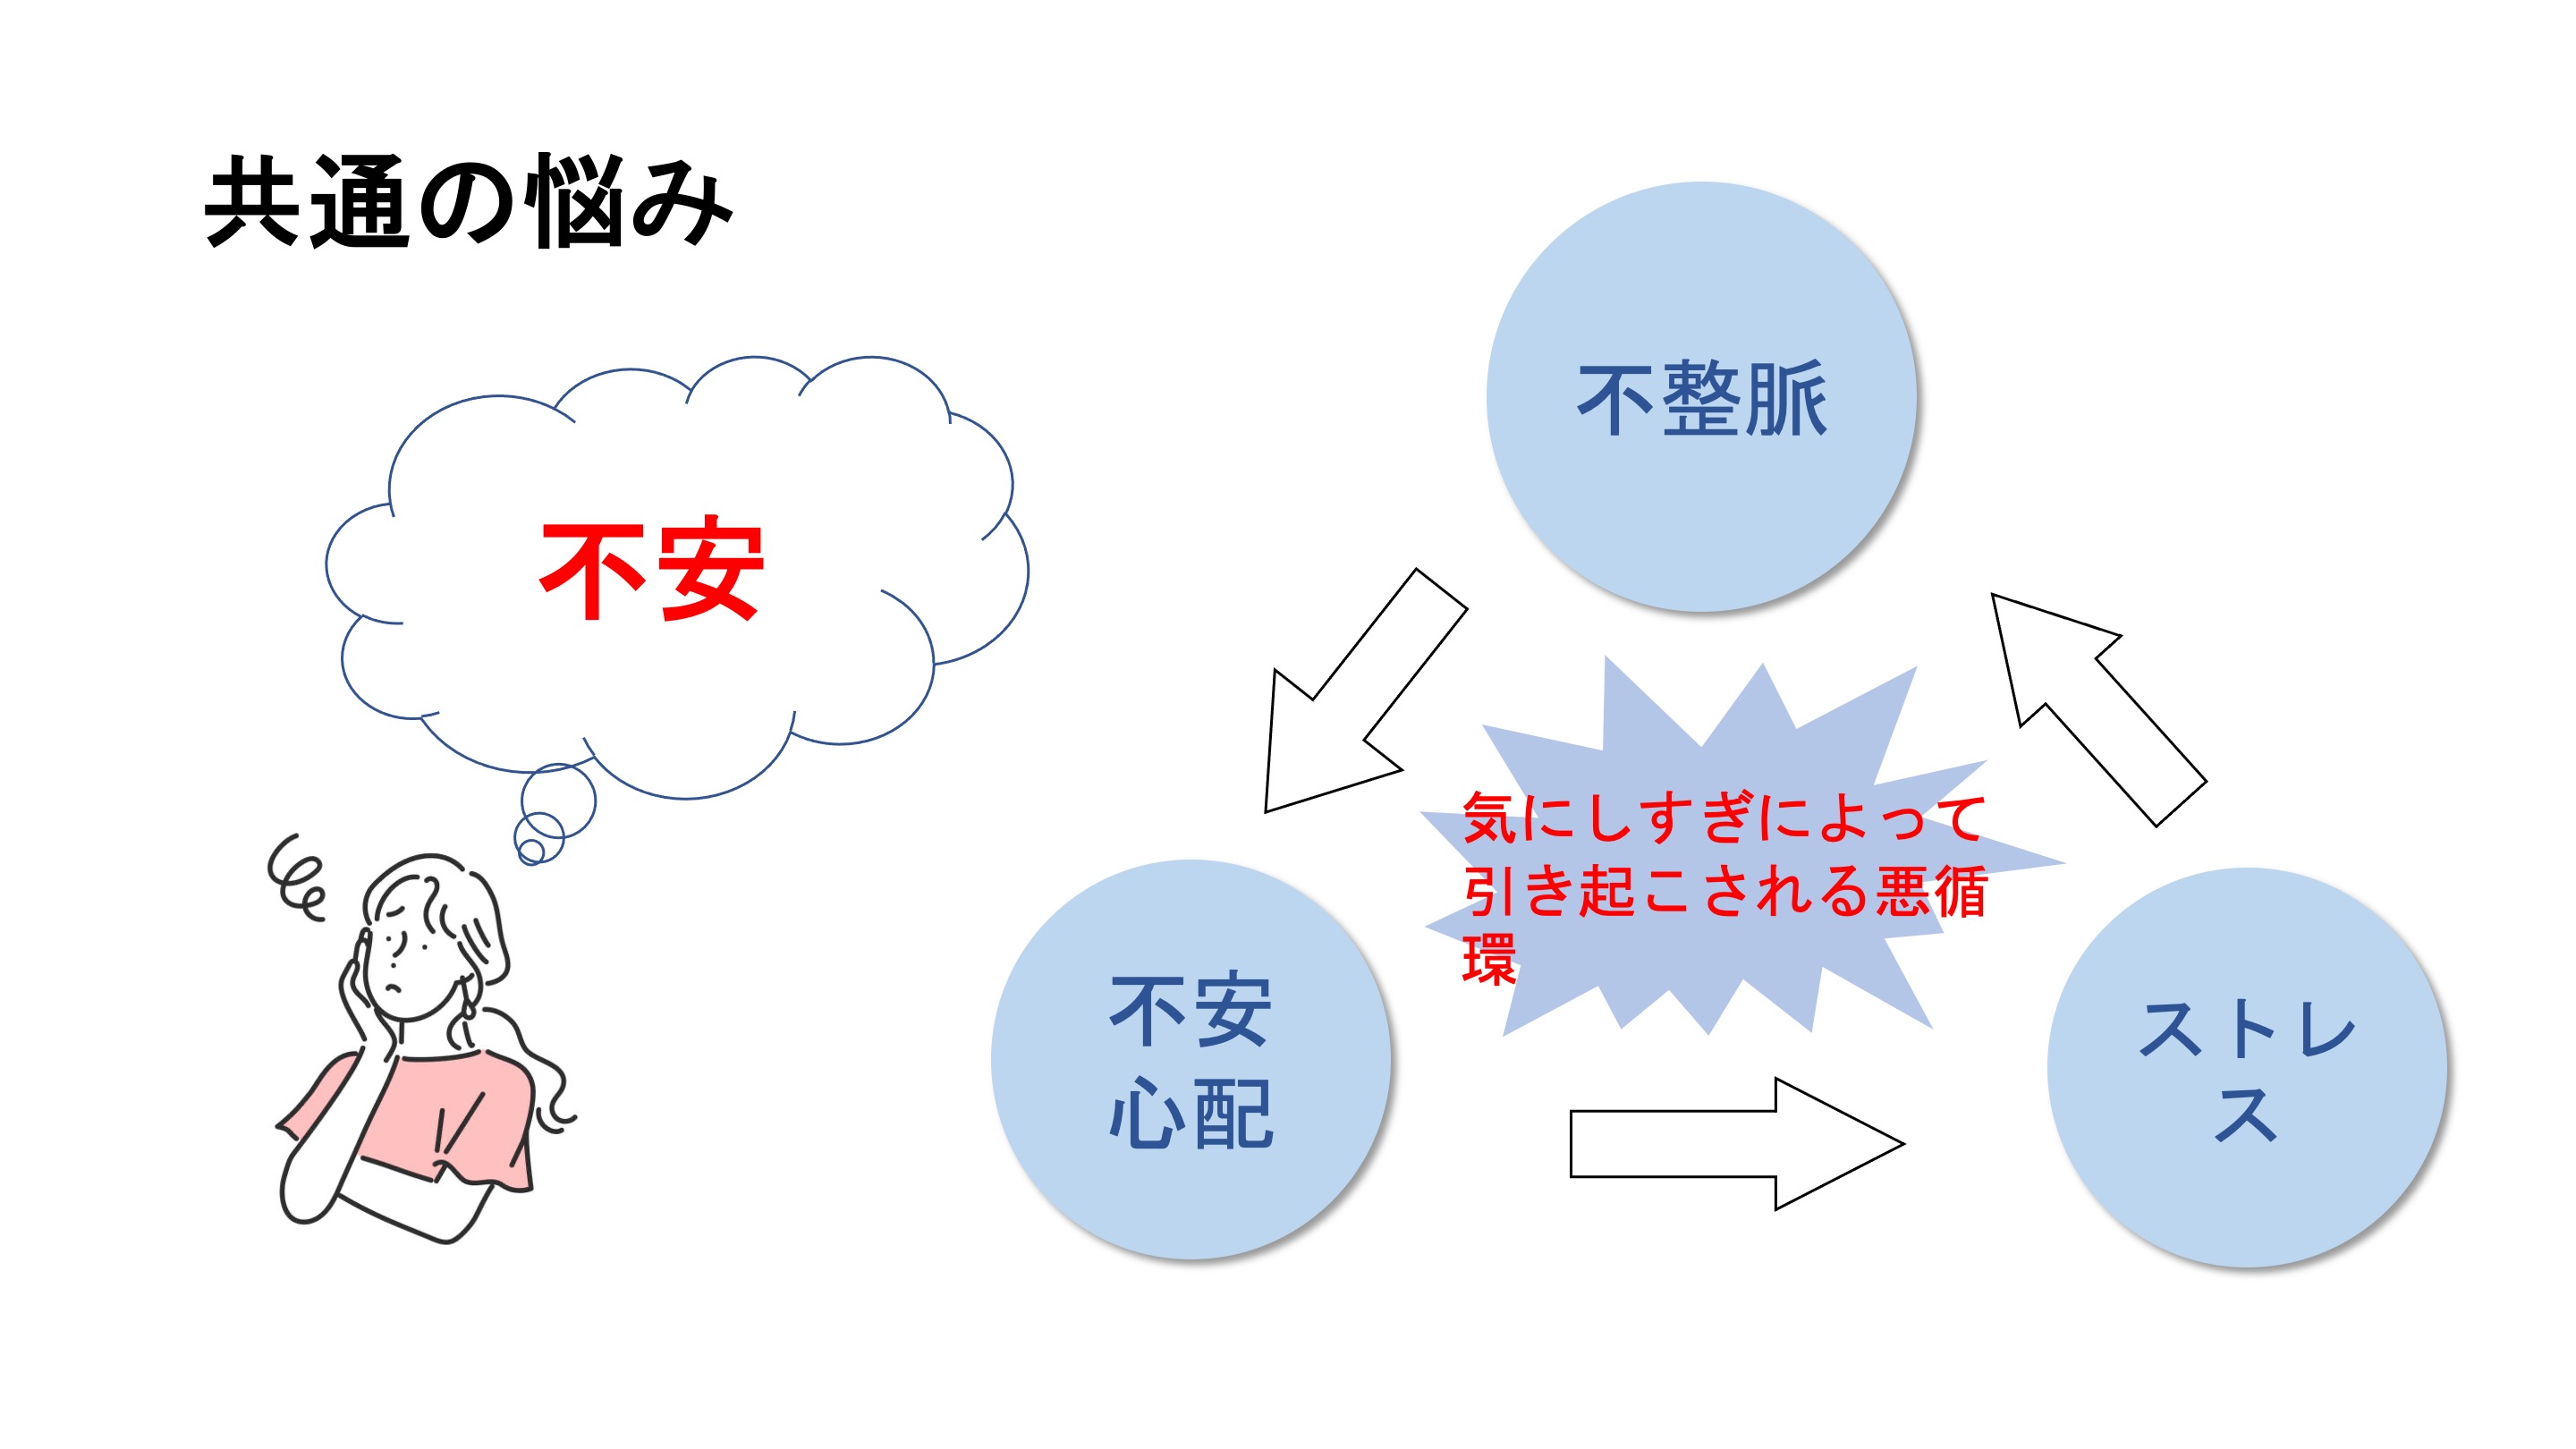 共通の悩み
不安
不整脈
気にしすぎによって
引き起こされる悪循
環
不安
心配
ストレ
ス